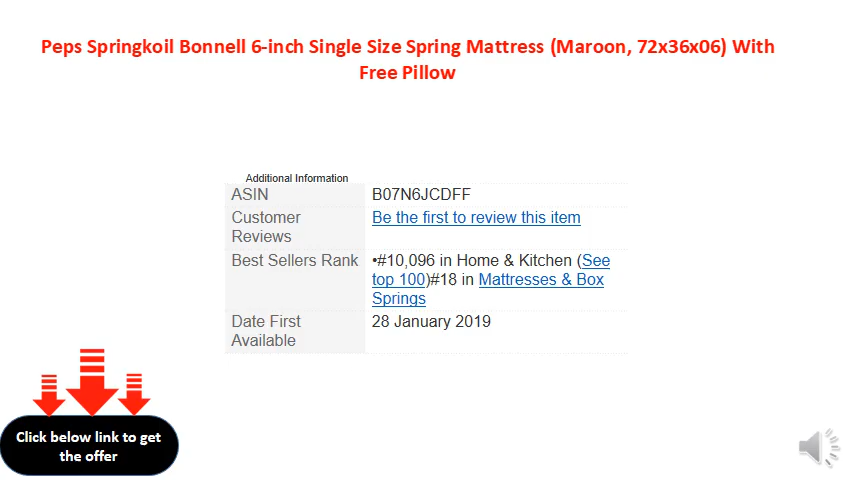 Peps Springkoil Bonnell 6-inch Single Size Spring Mattress (Maroon, 72x36x06) With
Free Pillow
Additional Information
ASIN B07N6JCDFF
Customer Be the first to review this item
Reviews
Best Sellers Rank •#10,096 in Home & Kitchen (See
top 100)#18 in Mattresses & Box
Springs
Date First 28 January 2019
Available
Click below link to get
the offer